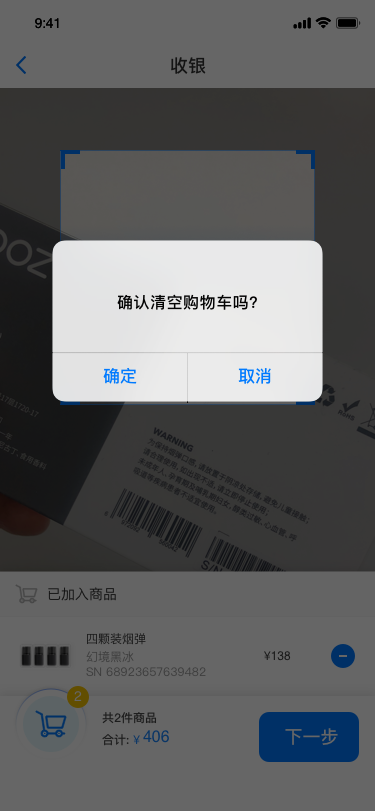 9:41
收银
OOZ
确认清空购物车吗?
确定
取消
WARNING
已加入商品
四颗装烟弹
¥138
幻境黑冰
SN 68923657639482
2
共2件商品
合计: ¥ 406
下一步